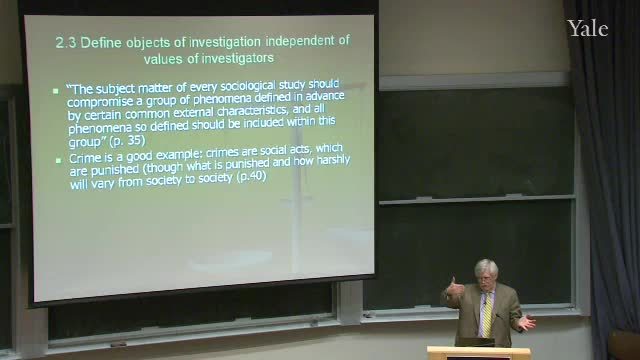 Yale
2.3 Define objects of investigation independent of
values of investigators
"The subject matter of every sociological study should
compromise a group of phenomena defined in advance
by certain common external characteristics, and all
phenomena so defined should be included within this
group" (p. 35)
Crime is a good example: crimes are social acts, which
are punished (though what is punished and how harshly
will vary from society to society (p.40)